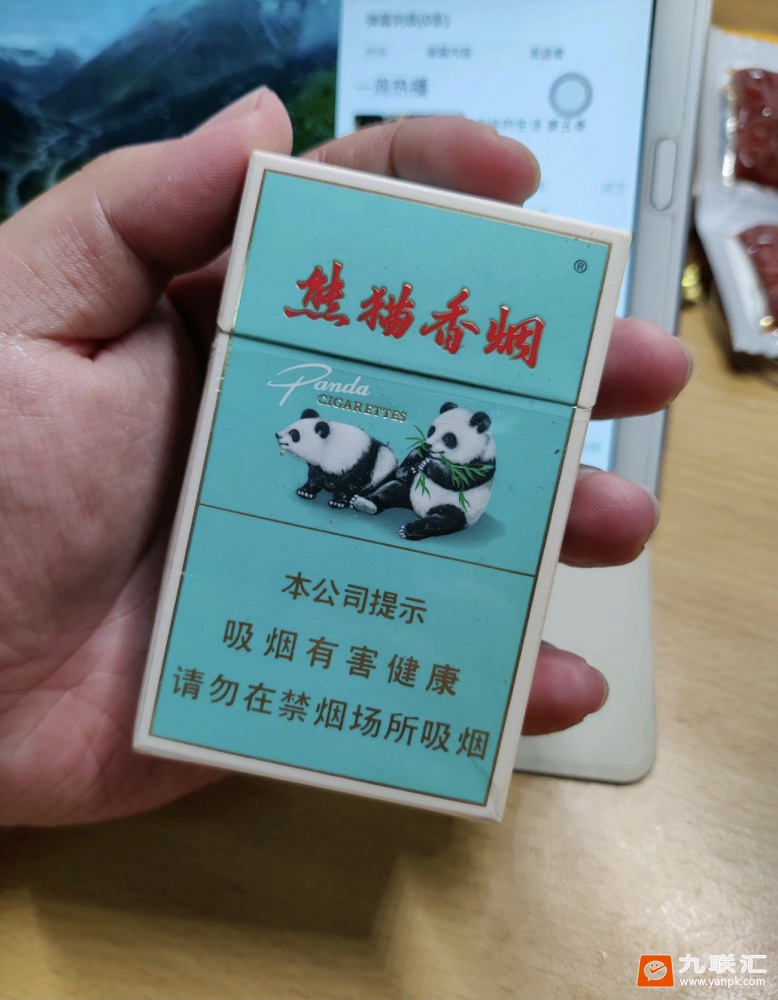 熊猫香烟
®
Panda
CIGARETTES
本公司提示
吸烟有害健康
请勿在禁烟场所吸烟
九联汇
www.yanpk.com